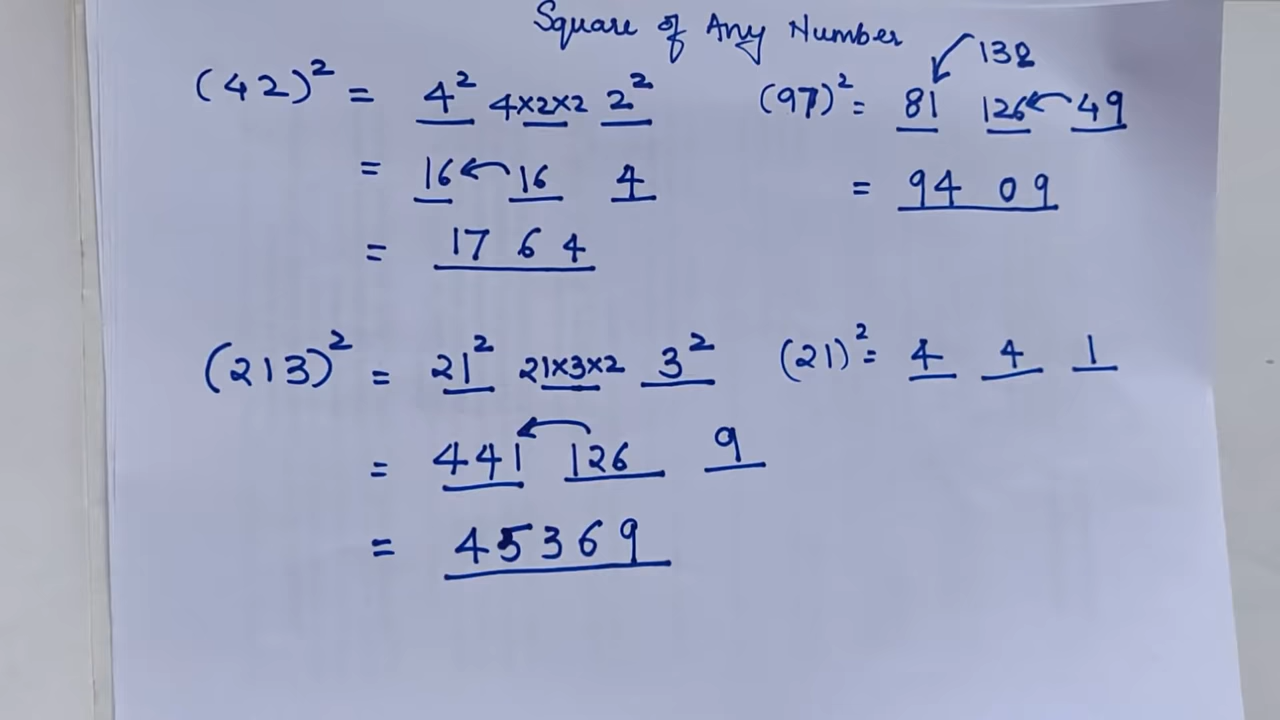 Square of Any Number
(42)² = 4² 4×2×2 2²
= 16 16 4
= 17 6 4
(97)² = 81 126 49
138
= 94 09
(213)² = 21² 21×3×2 3²
= 441 126 9
= 45369
(21)² = 4 4 1